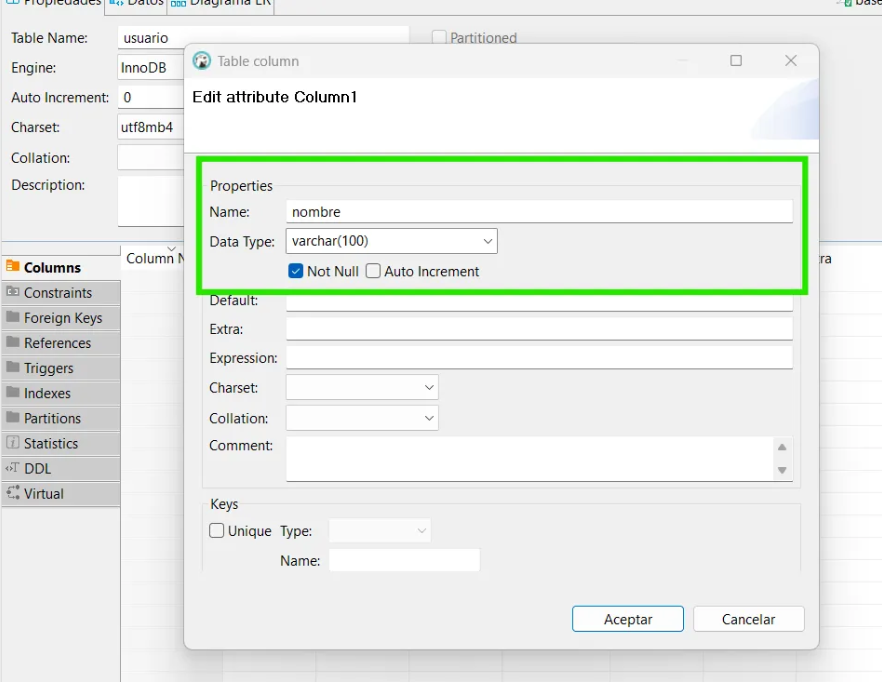 Propiedades Datos Diagrama ER base
Table Name: usuario Partitioned
Engine: InnoDB
Auto Increment: 0
Charset: utf8mb4
Collation:
Description:
Table column
Edit attribute Column1
Properties
Name: nombre
Data Type: varchar(100)
Not Null Auto Increment
Default:
Extra:
Expression:
Charset:
Collation:
Comment:
Keys
Unique Type:
Name:
Aceptar Cancelar
Column N ra
Columns
Constraints
Foreign Keys
References
Triggers
Indexes
Partitions
Statistics
DDL
Virtual